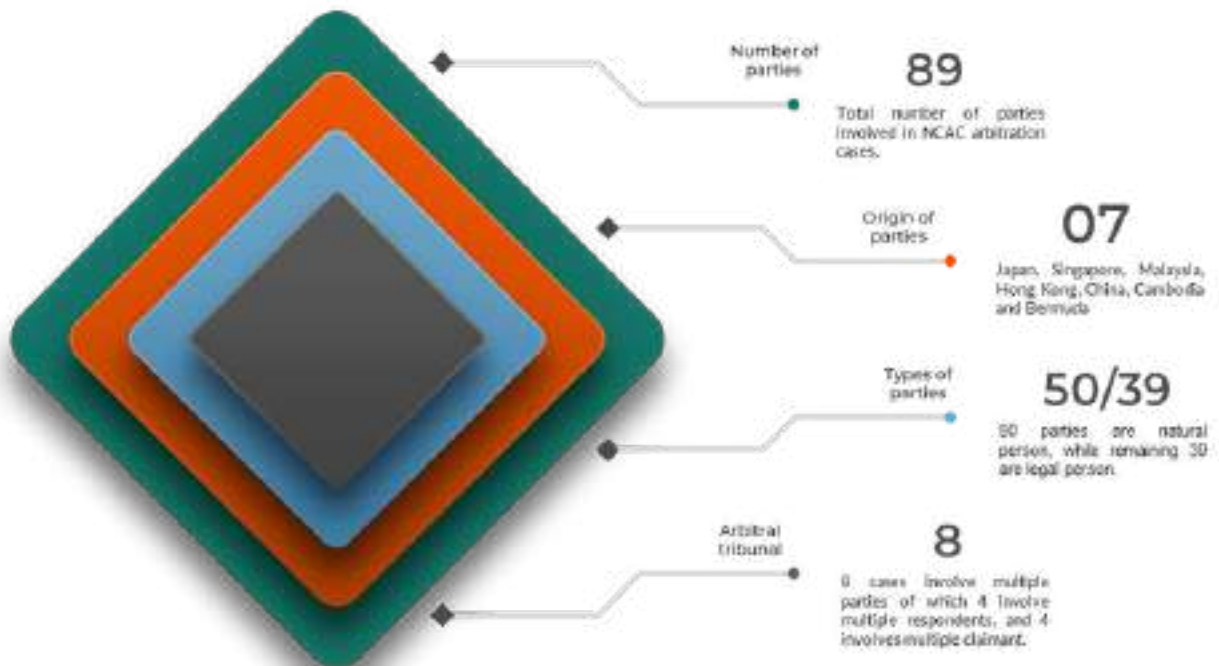 Number of
parties
89
Total number of parties
involved in NCAC arbitration
cases.
Origin of
parties
07
Japan, Singapore, Malaysia,
Hong Kong, China, Cambodia
and Bermuda
Types of
parties
50/39
50 parties are natural
person, while remaining 39
are legal person.
Arbitral
tribunal
8
8 cases involve multiple
parties of which 4 involve
multiple respondents, and 4
involves multiple claimant.